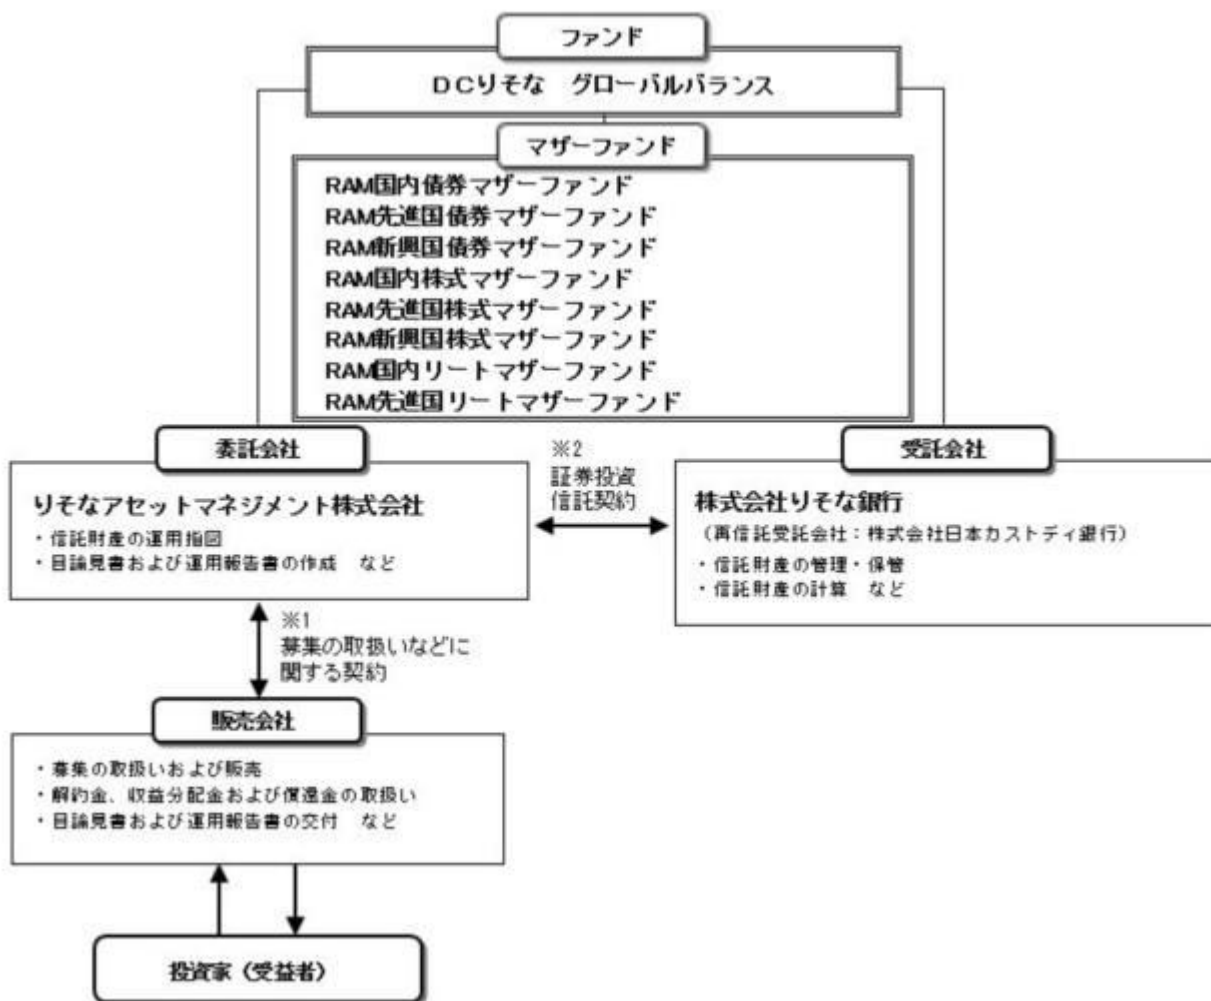 ファンド
DCりそな　グローバルバランス
マザーファンド
RAM国内債券マザーファンド
RAM先進国債券マザーファンド
RAM新興国債券マザーファンド
RAM国内株式マザーファンド
RAM先進国株式マザーファンド
RAM新興国株式マザーファンド
RAM国内リートマザーファンド
RAM先進国リートマザーファンド
委託会社
りそなアセットマネジメント株式会社
・信託財産の運用指図
・目論見書および運用報告書の作成　など
※2
証券投資
信託契約
受託会社
株式会社りそな銀行
（再信託受託会社：株式会社日本カストディ銀行）
・信託財産の管理・保管
・信託財産の計算　など
※1
募集の取扱いなどに
関する契約
販売会社
・募集の取扱いおよび販売
・解約金、収益分配金および償還金の取扱い
・目論見書および運用報告書の交付　など
投資家（受益者）